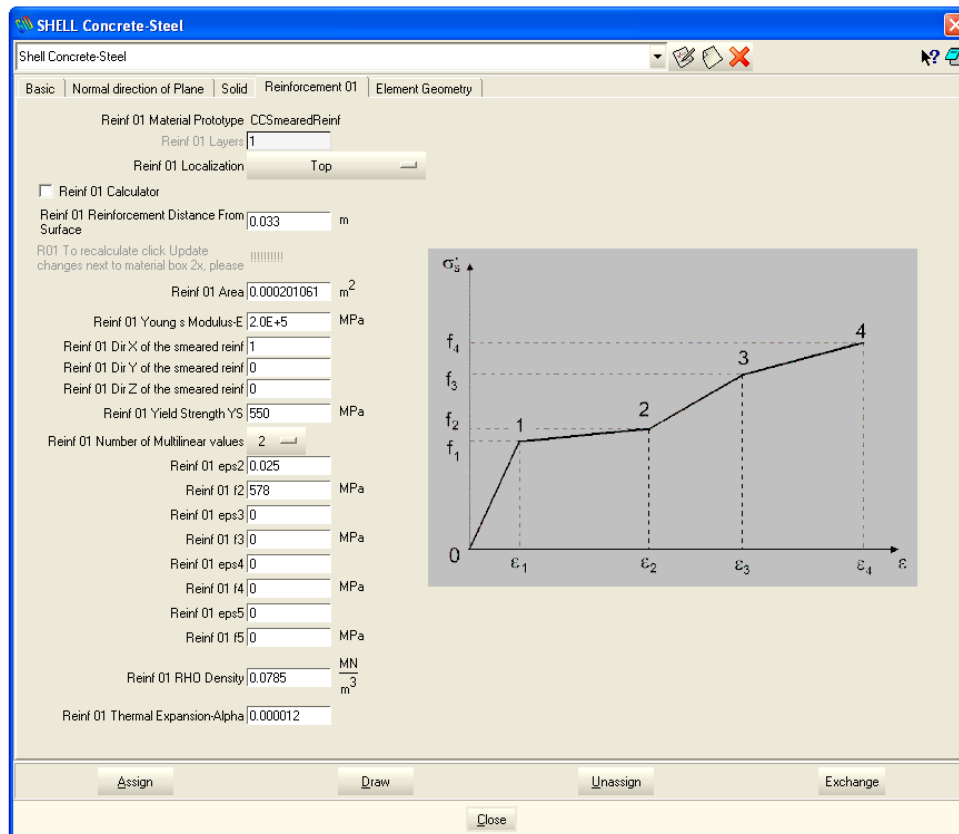 SHELL Concrete-Steel
Shell Concrete-Steel
Basic Normal direction of Plane Solid Reinforcement 01 Element Geometry
Reinf 01 Material Prototype CCSmearedReinf
Reinf 01 Layers 1
Reinf 01 Localization Top
Reinf 01 Calculator
Reinf 01 Reinforcement Distance From
Surface 0.033 m
R01 To recalculate click Update
changes next to material box 2x, please !!!!!!!!!!
Reinf 01 Area 0.000201061 m²
Reinf 01 Young s Modulus-E 2.0E+5 MPa
Reinf 01 Dir X of the smeared reinf 1
Reinf 01 Dir Y of the smeared reinf 0
Reinf 01 Dir Z of the smeared reinf 0
Reinf 01 Yield Strength YS 550 MPa
Reinf 01 Number of Multilinear values 2
Reinf 01 eps2 0.025
Reinf 01 f2 578 MPa
Reinf 01 eps3 0
Reinf 01 f3 0 MPa
Reinf 01 eps4 0
Reinf 01 f4 0 MPa
Reinf 01 eps5 0
Reinf 01 f5 0 MPa
Reinf 01 RHO Density 0.0785 MN/m³
Reinf 01 Thermal Expansion-Alpha 0.000012
σ's
f₄ 4
f₃ 3
f₂ 2
f₁ 1
0 ε₁ ε₂ ε₃ ε₄ ε
Assign Draw Unassign Exchange
Close